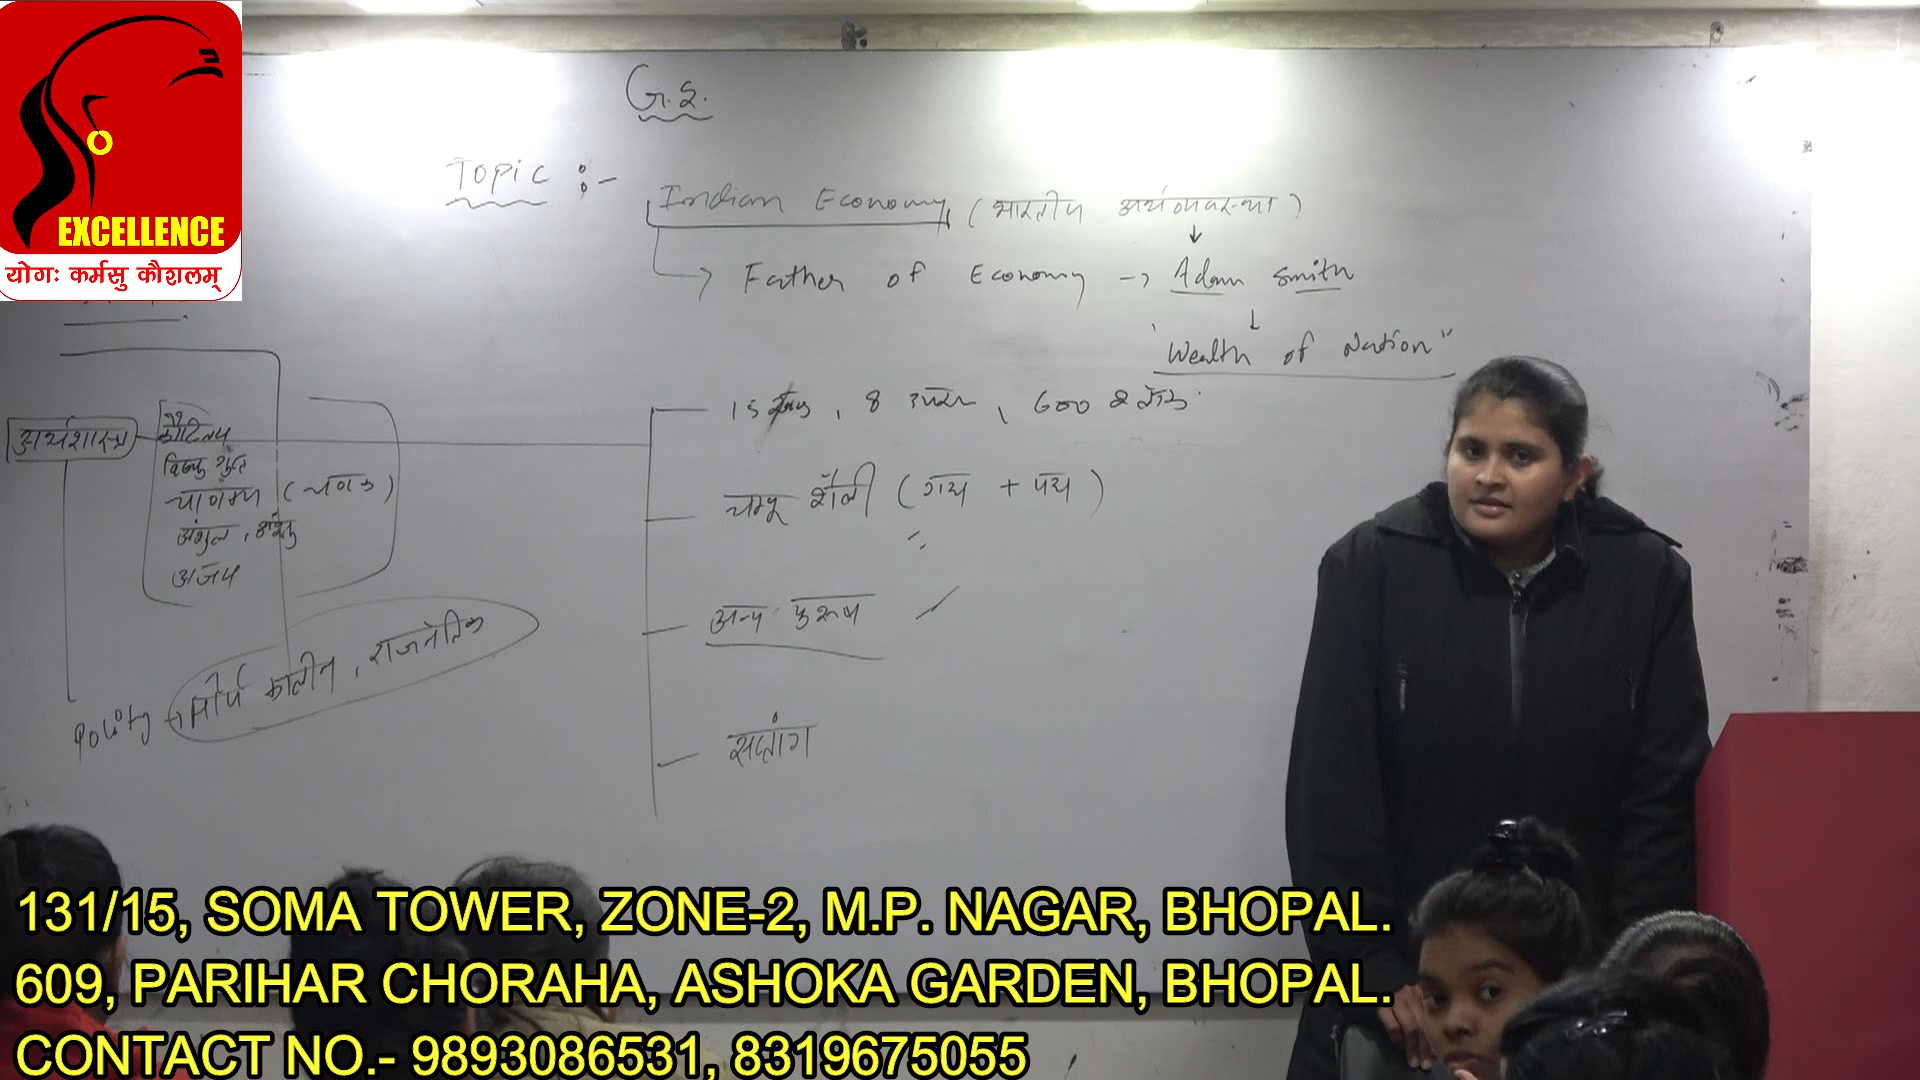 EXCELLENCE
योगः कर्मसु कौशलम्
G.S.
Topic :-
Indian Economy (भारतीय अर्थव्यवस्था)
Father of Economy → Adam Smith
"Wealth of Nation"
अर्थशास्त्र
कौटिल्य
विष्णु गुप्त
चाणक्य (चणक)
अंशुल,
अजय
Polity → मौर्य कालीन, राजनैतिक
15, 8, 600
चम्पू शैली (गद्य + पद्य)
अन्य पुरूष
सप्तांग
131/15, SOMA TOWER, ZONE-2, M.P. NAGAR, BHOPAL.
609, PARIHAR CHORAHA, ASHOKA GARDEN, BHOPAL.
CONTACT NO.- 9893086531, 8319675055